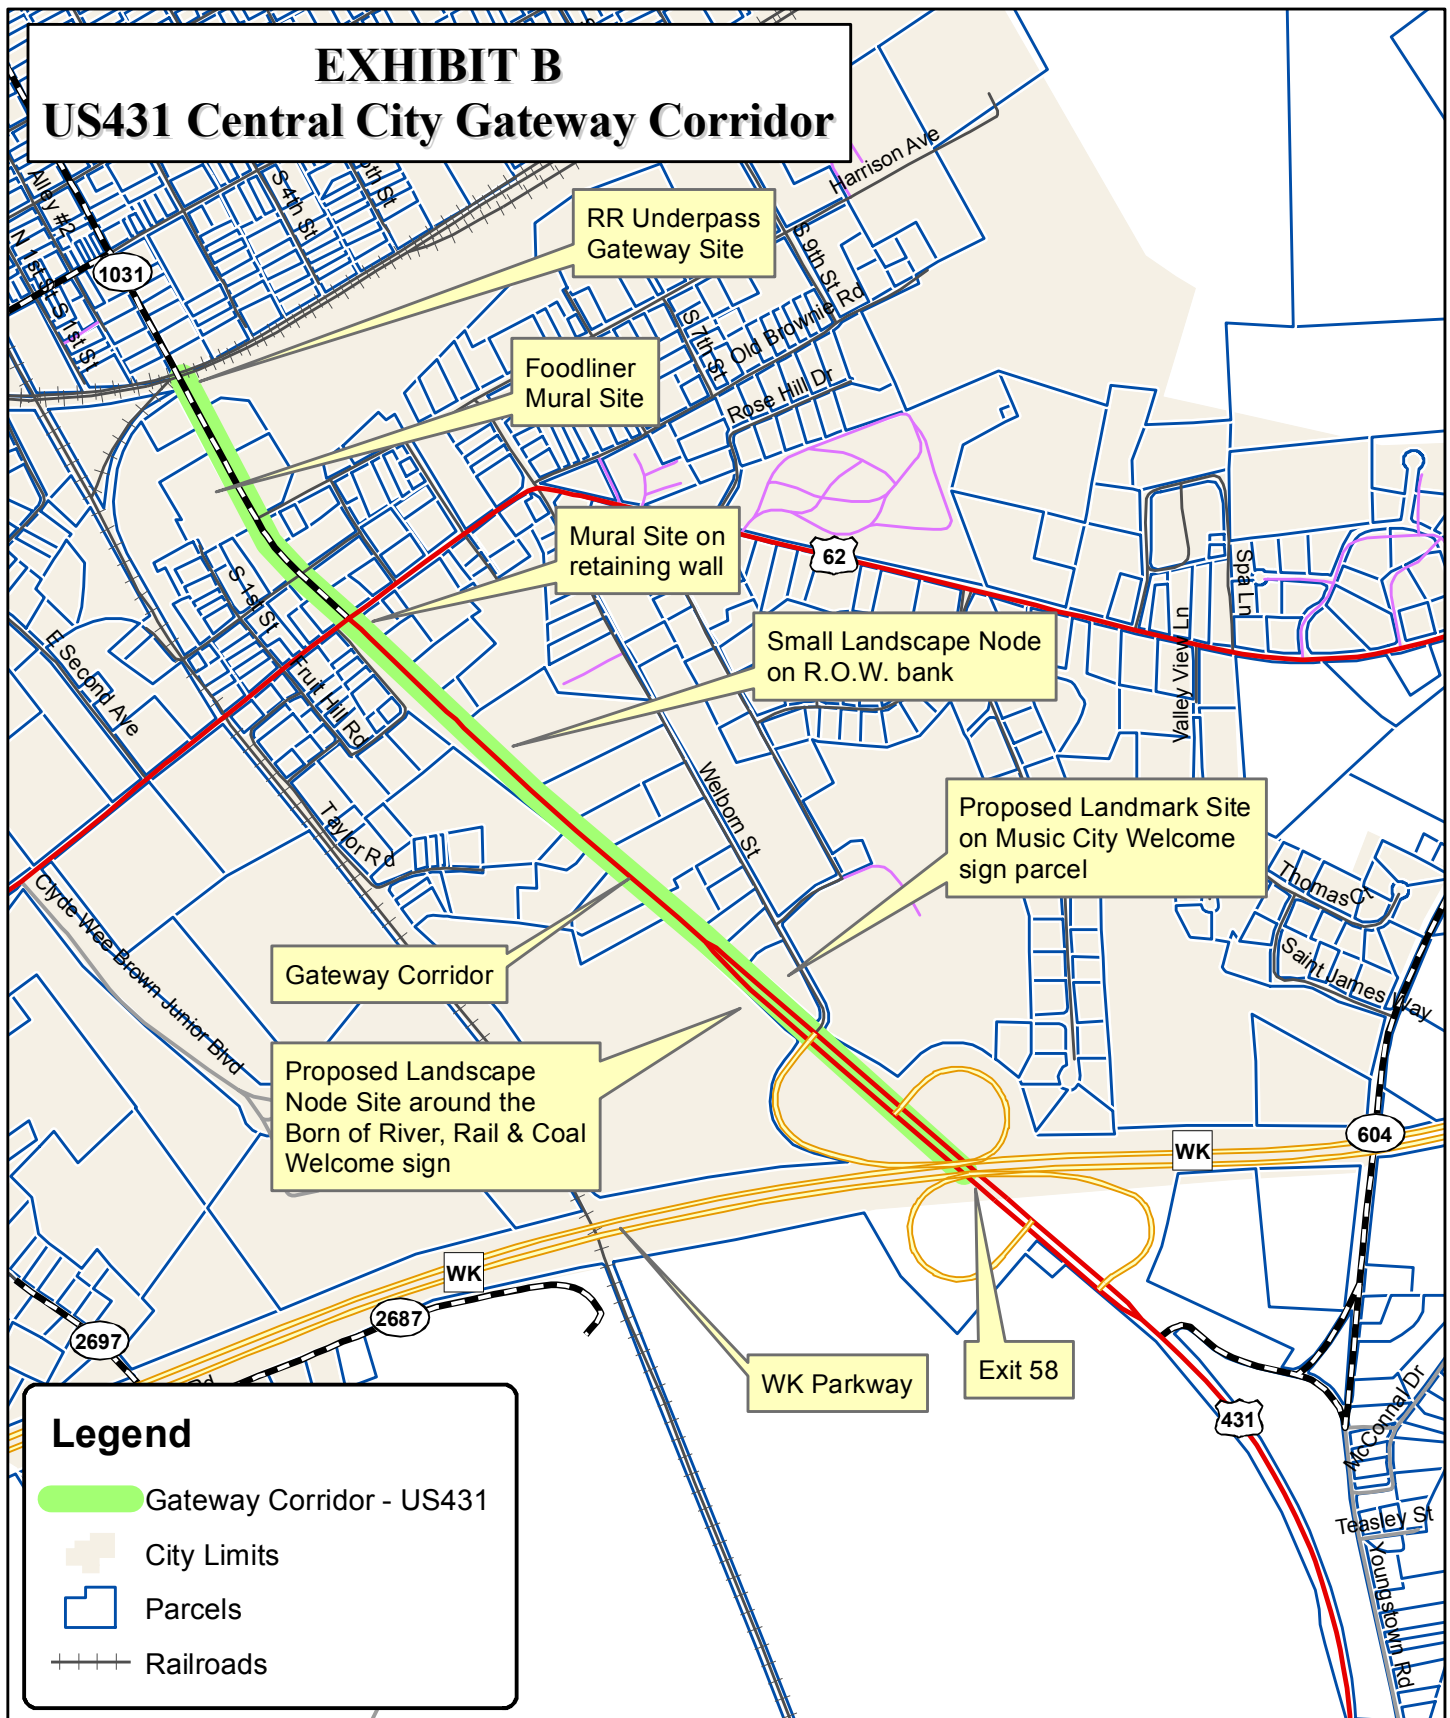 EXHIBIT B
US431 Central City Gateway Corridor
Harrison Ave
Alley #2
S 4th St
N 1st St
S 1st St
1031
RR Underpass
Gateway Site
S 9th St
S 7th St
Old Brownie Rd
Rose Hill Dr
Foodliner
Mural Site
Mural Site on
retaining wall
62
Spa Ln
Valley View Ln
S 1st St
Fruit Hill Rd
E Second Ave
Small Landscape Node
on R.O.W. bank
Welborn St
Taylor Rd
Proposed Landmark Site
on Music City Welcome
sign parcel
Thomas Ct
Saint James Way
Clyde Wee Brown Junior Blvd
Gateway Corridor
Proposed Landscape
Node Site around the
Born of River, Rail & Coal
Welcome sign
604
WK
WK
2687
2697
Rd
WK Parkway
Exit 58
431
McConnal Dr
Teasley St
Youngstown Rd
Legend
Gateway Corridor - US431
City Limits
Parcels
Railroads